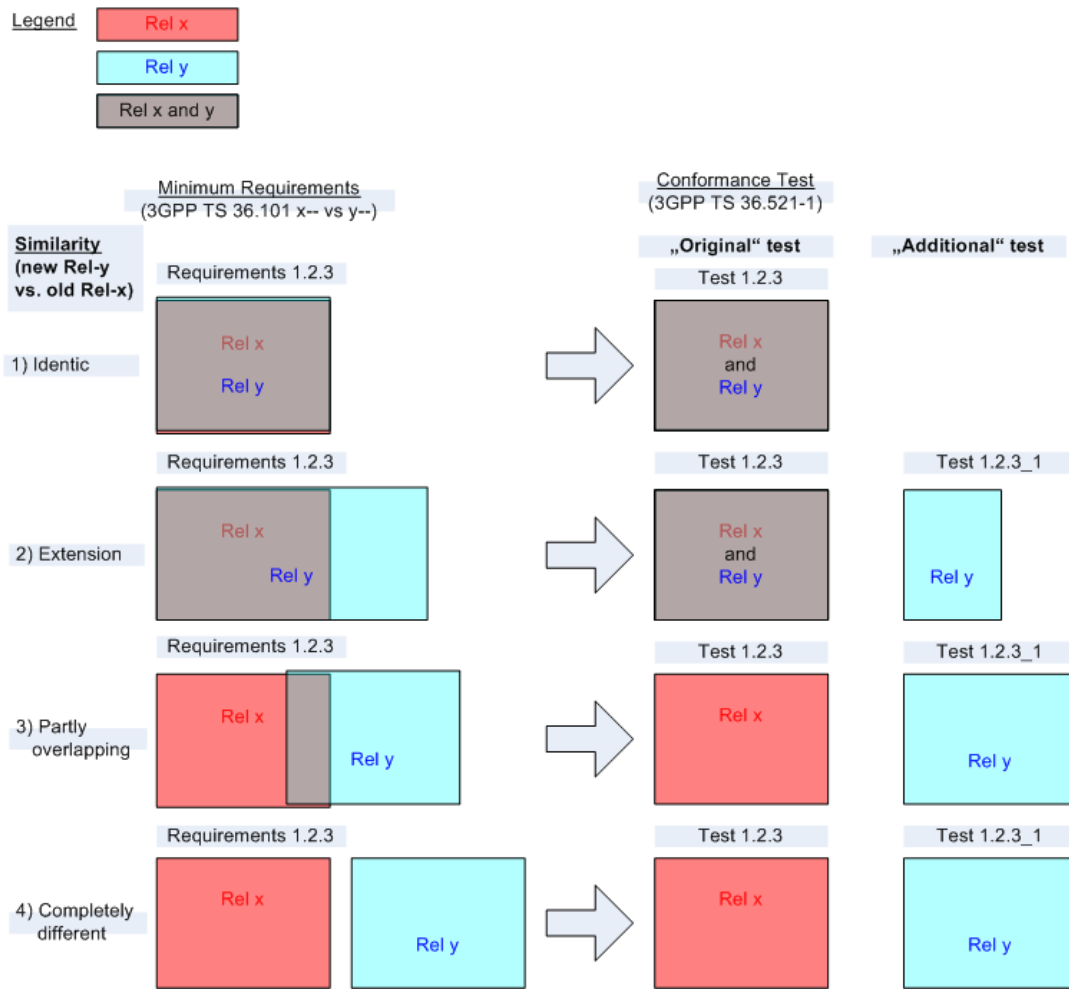 Legend
Rel x
Rel y
Rel x and y
Minimum Requirements
(3GPP TS 36.101 x-- vs y--)
Conformance Test
(3GPP TS 36.521-1)
Similarity
(new Rel-y
vs. old Rel-x)
„Original“ test
„Additional“ test
Requirements 1.2.3
Test 1.2.3
1) Identic
Rel x
Rel y
Rel x
and
Rel y
Requirements 1.2.3
Test 1.2.3
Test 1.2.3_1
2) Extension
Rel x
Rel y
Rel x
and
Rel y
Rel y
Requirements 1.2.3
Test 1.2.3
Test 1.2.3_1
3) Partly
overlapping
Rel x
Rel y
Rel x
Rel y
Requirements 1.2.3
Test 1.2.3
Test 1.2.3_1
4) Completely
different
Rel x
Rel y
Rel x
Rel y